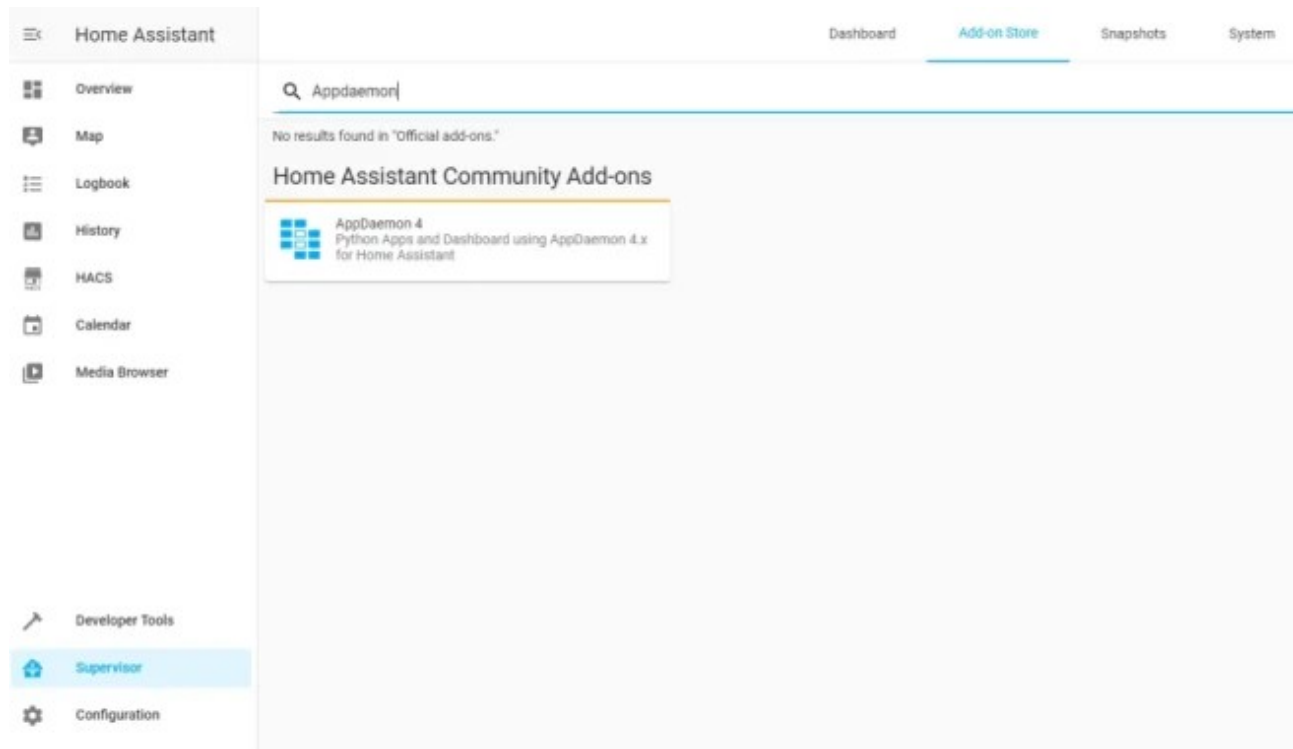 Home Assistant
Dashboard
Add-on Store
Snapshots
System
Overview
Map
Logbook
History
HACS
Calendar
Media Browser
Developer Tools
Supervisor
Configuration
Appdaemon
No results found in "Official add-ons."
Home Assistant Community Add-ons
AppDaemon 4
Python Apps and Dashboard using AppDaemon 4.x
for Home Assistant